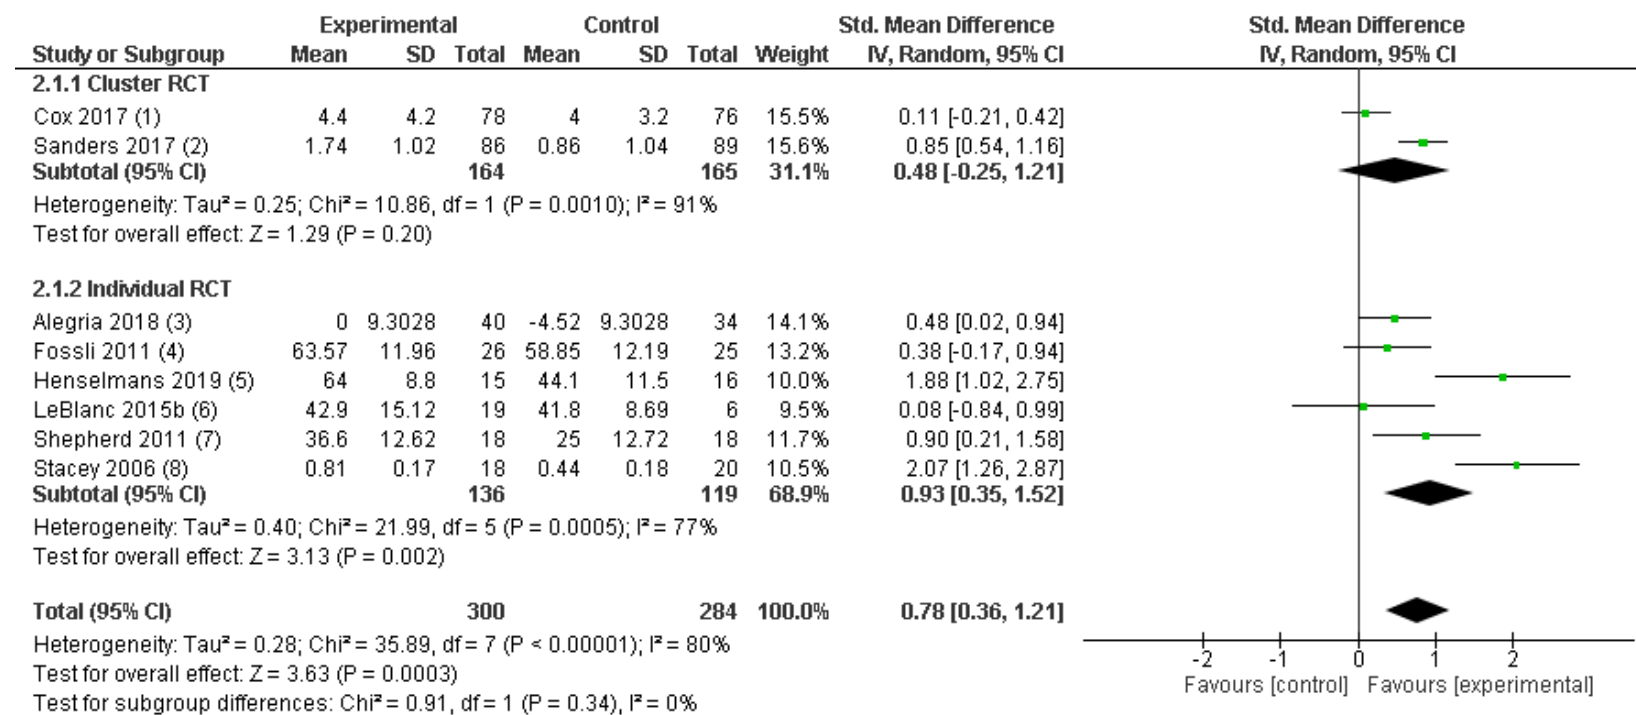 Experimental Control Std. Mean Difference Std. Mean Difference
Study or Subgroup Mean SD Total Mean SD Total Weight IV, Random, 95% CI IV, Random, 95% CI
2.1.1 Cluster RCT
Cox 2017 (1) 4.4 4.2 78 4 3.2 76 15.5% 0.11 [-0.21, 0.42]
Sanders 2017 (2) 1.74 1.02 86 0.86 1.04 89 15.6% 0.85 [0.54, 1.16]
Subtotal (95% CI) 164 165 31.1% 0.48 [-0.25, 1.21]
Heterogeneity: Tau² = 0.25; Chi² = 10.86, df = 1 (P = 0.0010); I² = 91%
Test for overall effect: Z = 1.29 (P = 0.20)
2.1.2 Individual RCT
Alegria 2018 (3) 0 9.3028 40 -4.52 9.3028 34 14.1% 0.48 [0.02, 0.94]
Fossli 2011 (4) 63.57 11.96 26 58.85 12.19 25 13.2% 0.38 [-0.17, 0.94]
Henselmans 2019 (5) 64 8.8 15 44.1 11.5 16 10.0% 1.88 [1.02, 2.75]
LeBlanc 2015b (6) 42.9 15.12 19 41.8 8.69 6 9.5% 0.08 [-0.84, 0.99]
Shepherd 2011 (7) 36.6 12.62 18 25 12.72 18 11.7% 0.90 [0.21, 1.58]
Stacey 2006 (8) 0.81 0.17 18 0.44 0.18 20 10.5% 2.07 [1.26, 2.87]
Subtotal (95% CI) 136 119 68.9% 0.93 [0.35, 1.52]
Heterogeneity: Tau² = 0.40; Chi² = 21.99, df = 5 (P = 0.0005); I² = 77%
Test for overall effect: Z = 3.13 (P = 0.002)
Total (95% CI) 300 284 100.0% 0.78 [0.36, 1.21]
Heterogeneity: Tau² = 0.28; Chi² = 35.89, df = 7 (P < 0.00001); I² = 80%
Test for overall effect: Z = 3.63 (P = 0.0003)
Test for subgroup differences: Chi² = 0.91, df = 1 (P = 0.34), I² = 0%
-2 -1 0 1 2
Favours [control] Favours [experimental]